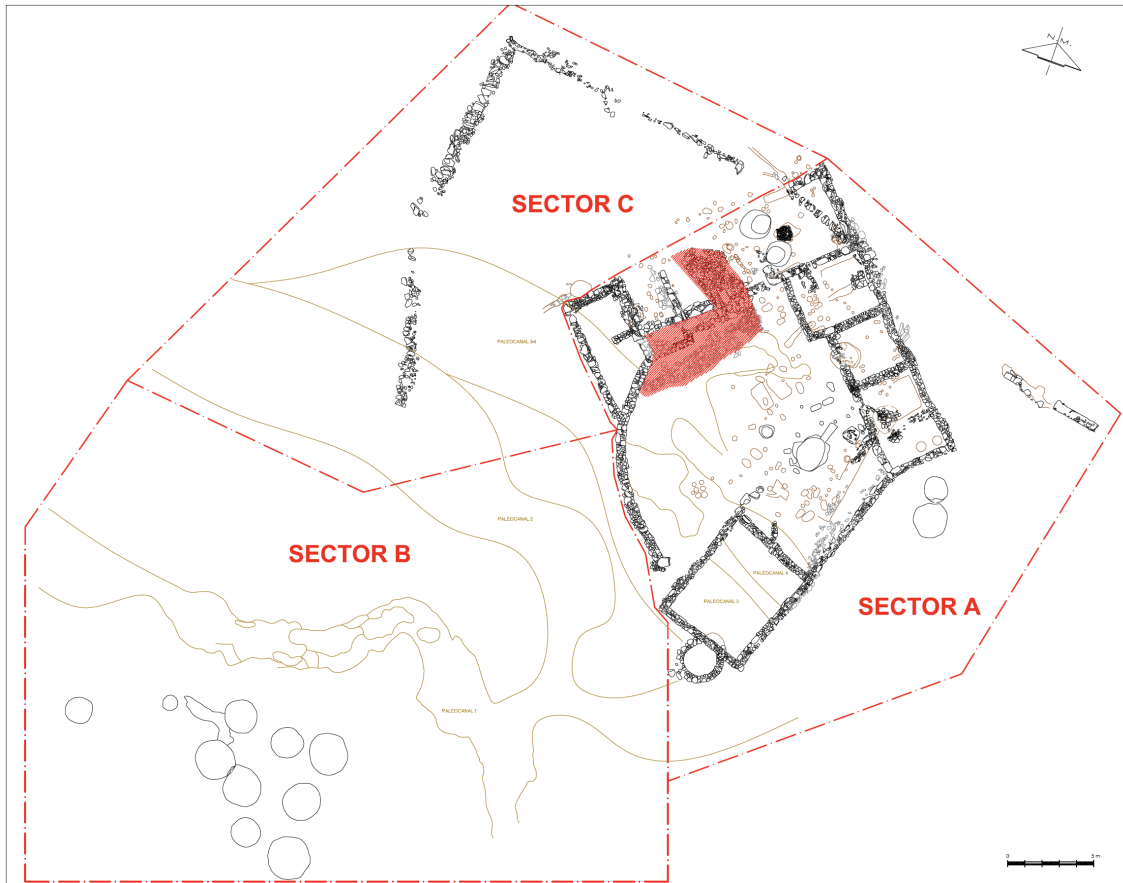 N. M.
SECTOR C
PALEOCANAL 3-4
PALEOCANAL 2
SECTOR B
PALEOCANAL 4
PALEOCANAL 3
SECTOR A
PALEOCANAL 1
0 5 m